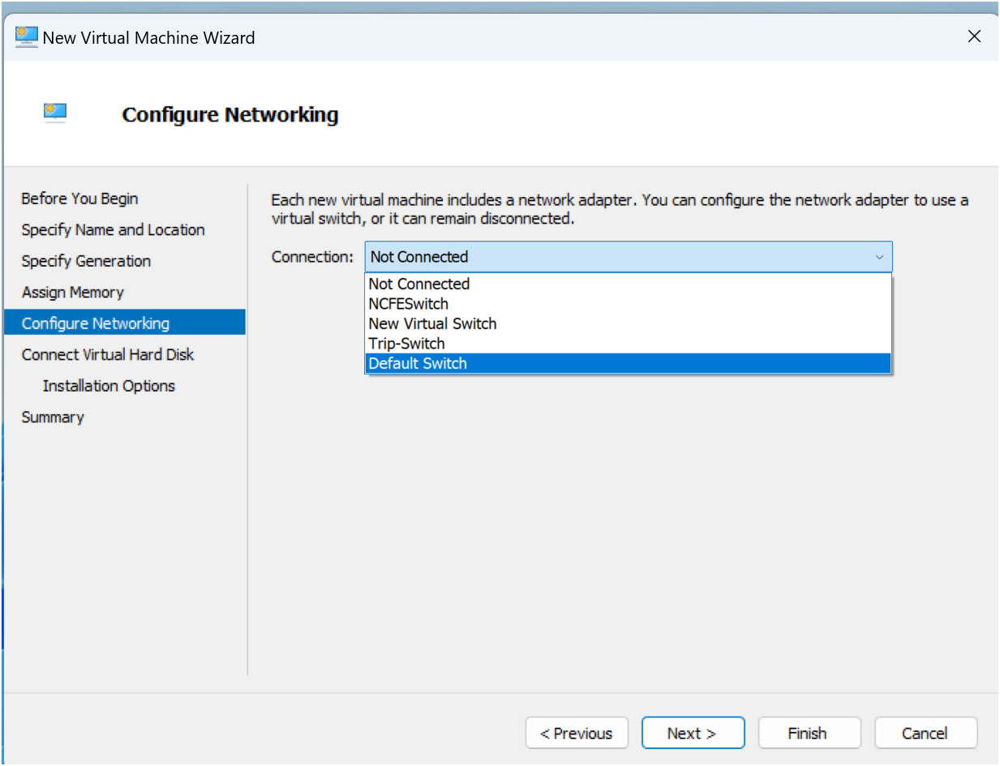 New Virtual Machine Wizard
Configure Networking
Before You Begin
Specify Name and Location
Specify Generation
Assign Memory
Configure Networking
Connect Virtual Hard Disk
Installation Options
Summary
Each new virtual machine includes a network adapter. You can configure the network adapter to use a
virtual switch, or it can remain disconnected.
Connection: Not Connected
Not Connected
NCFESwitch
New Virtual Switch
Trip-Switch
Default Switch
< Previous Next > Finish Cancel